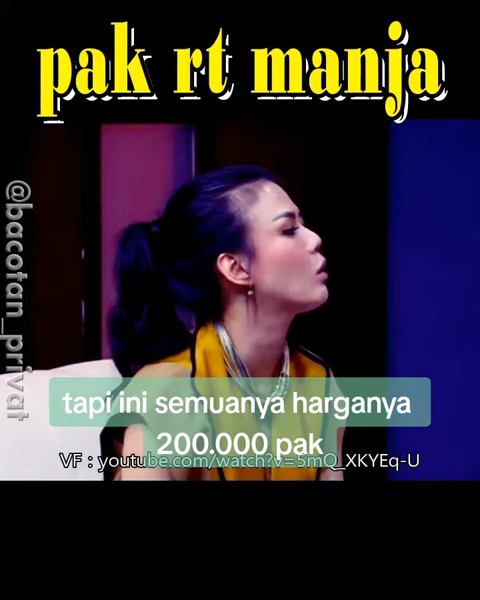 pak rt manja
@bacotan_privat
tapi ini semuanya harganya
200.000 pak
VF : youtube.com/watch?v=5mQ_XKYEq-U